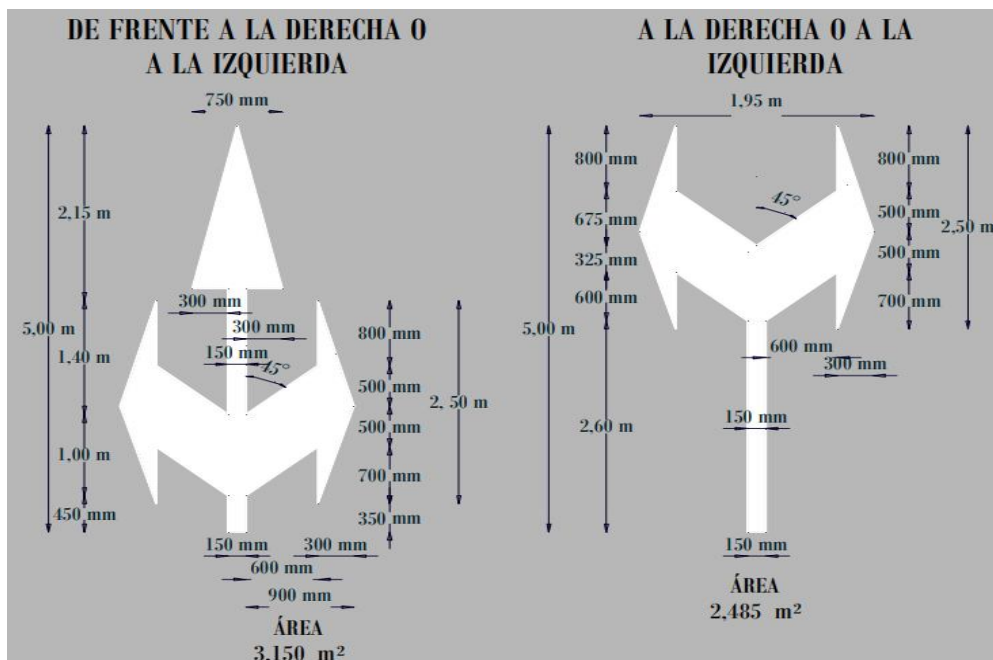 DE FRENTE A LA DERECHA O
A LA IZQUIERDA
750 mm
2,15 m
300 mm
300 mm
5,00 m
1,40 m
150 mm
45°
800 mm
500 mm
2, 50 m
500 mm
1,00 m
700 mm
450 mm
350 mm
150 mm
300 mm
600 mm
900 mm
ÁREA
3,150 m²
A LA DERECHA O A LA
IZQUIERDA
1,95 m
800 mm
800 mm
45°
675 mm
500 mm
2,50 m
325 mm
500 mm
600 mm
700 mm
5,00 m
600 mm
300 mm
2,60 m
150 mm
150 mm
ÁREA
2,485 m²